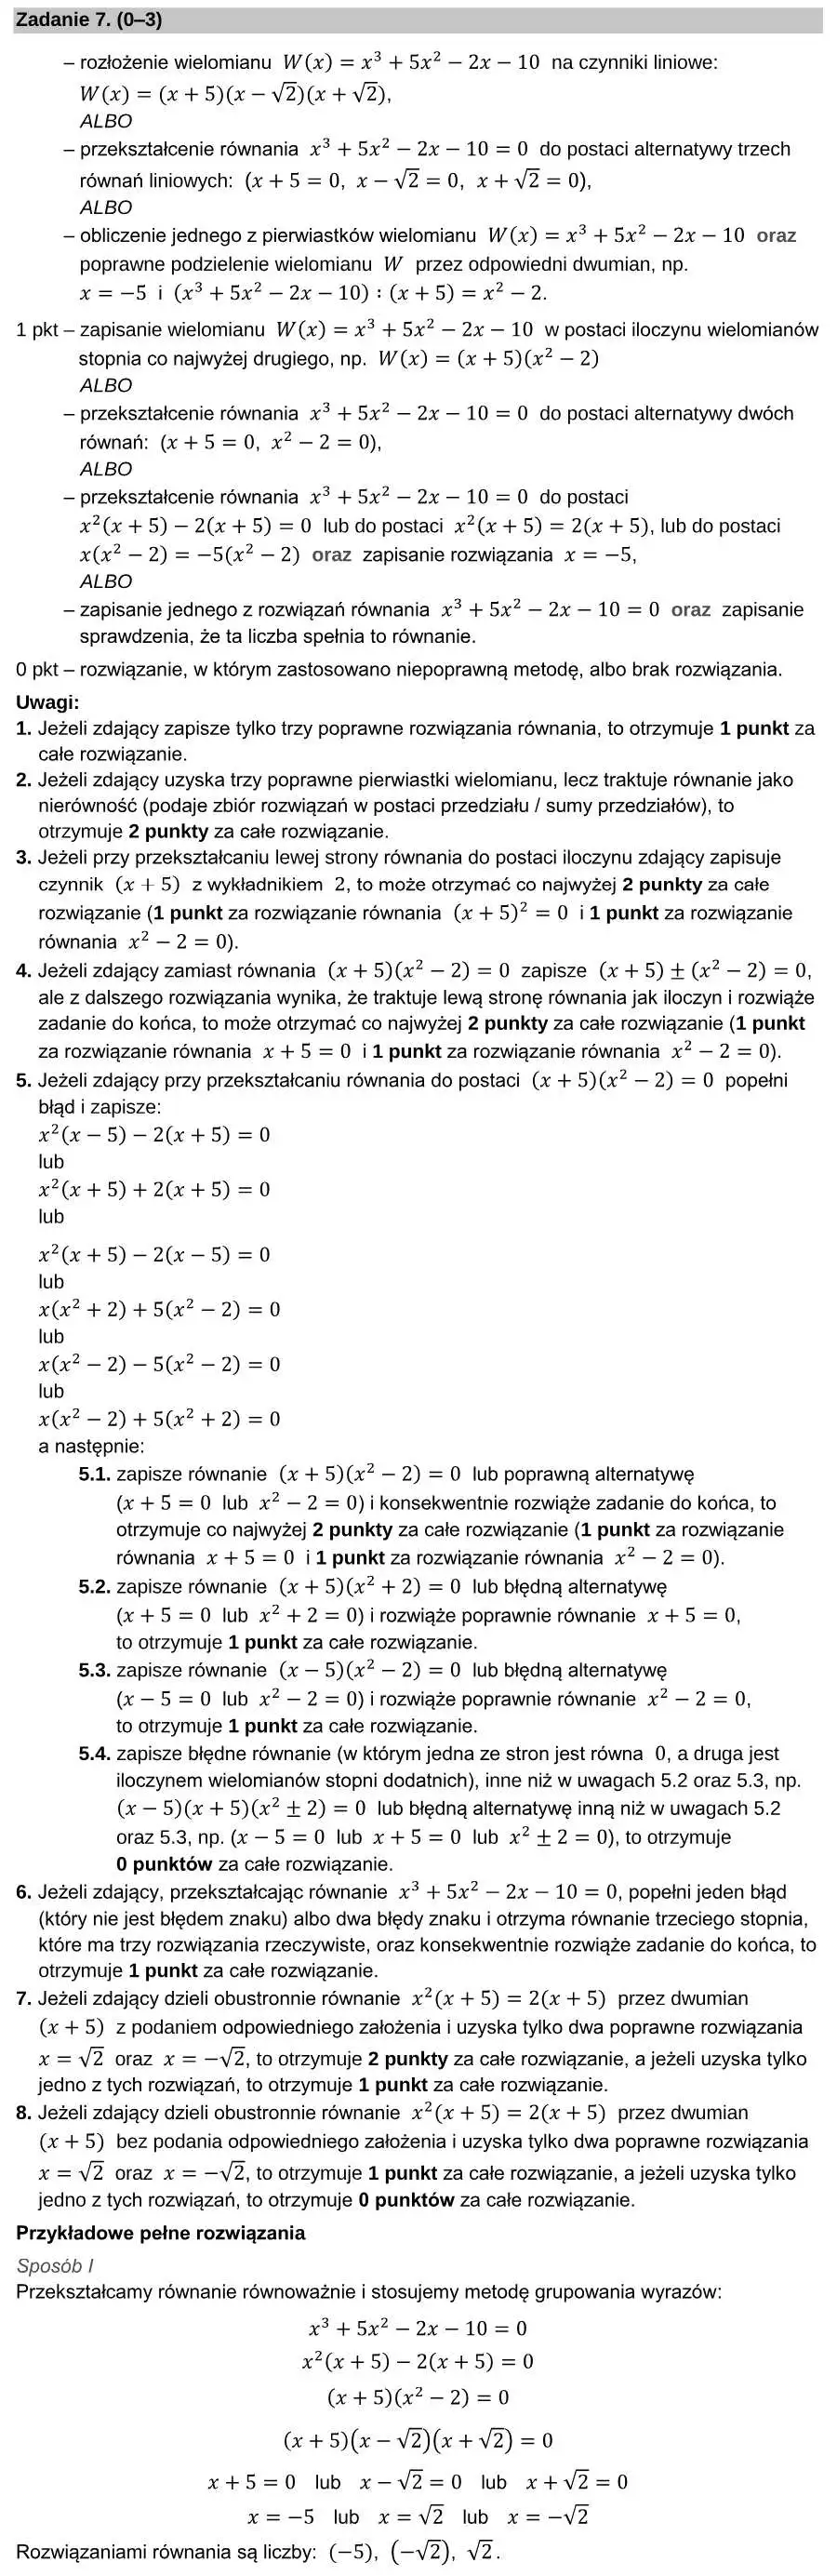 Zadanie 7. (0–3)
– rozłożenie wielomianu W(x) = x³ + 5x² − 2x − 10 na czynniki liniowe:
W(x) = (x + 5)(x − √2)(x + √2),
ALBO
– przekształcenie równania x³ + 5x² − 2x − 10 = 0 do postaci alternatywy trzech
równań liniowych: (x + 5 = 0, x − √2 = 0, x + √2 = 0),
ALBO
– obliczenie jednego z pierwiastków wielomianu W(x) = x³ + 5x² − 2x − 10 oraz
poprawne podzielenie wielomianu W przez odpowiedni dwumian, np.
x = −5 i (x³ + 5x² − 2x − 10) : (x + 5) = x² − 2.
1 pkt – zapisanie wielomianu W(x) = x³ + 5x² − 2x − 10 w postaci iloczynu wielomianów
stopnia co najwyżej drugiego, np. W(x) = (x + 5)(x² − 2)
ALBO
– przekształcenie równania x³ + 5x² − 2x − 10 = 0 do postaci alternatywy dwóch
równań: (x + 5 = 0, x² − 2 = 0),
ALBO
– przekształcenie równania x³ + 5x² − 2x − 10 = 0 do postaci
x²(x + 5) − 2(x + 5) = 0 lub do postaci x²(x + 5) = 2(x + 5), lub do postaci
x(x² − 2) = −5(x² − 2) oraz zapisanie rozwiązania x = −5,
ALBO
– zapisanie jednego z rozwiązań równania x³ + 5x² − 2x − 10 = 0 oraz zapisanie
sprawdzenia, że ta liczba spełnia to równanie.
0 pkt – rozwiązanie, w którym zastosowano niepoprawną metodę, albo brak rozwiązania.
Uwagi:
1. Jeżeli zdający zapisze tylko trzy poprawne rozwiązania równania, to otrzymuje 1 punkt za
całe rozwiązanie.
2. Jeżeli zdający uzyska trzy poprawne pierwiastki wielomianu, lecz traktuje równanie jako
nierówność (podaje zbiór rozwiązań w postaci przedziału / sumy przedziałów), to
otrzymuje 2 punkty za całe rozwiązanie.
3. Jeżeli przy przekształcaniu lewej strony równania do postaci iloczynu zdający zapisuje
czynnik (x + 5) z wykładnikiem 2, to może otrzymać co najwyżej 2 punkty za całe
rozwiązanie (1 punkt za rozwiązanie równania (x + 5)² = 0 i 1 punkt za rozwiązanie
równania x² − 2 = 0).
4. Jeżeli zdający zamiast równania (x + 5)(x² − 2) = 0 zapisze (x + 5) ± (x² − 2) = 0,
ale z dalszego rozwiązania wynika, że traktuje lewą stronę równania jak iloczyn i rozwiąże
zadanie do końca, to może otrzymać co najwyżej 2 punkty za całe rozwiązanie (1 punkt
za rozwiązanie równania x + 5 = 0 i 1 punkt za rozwiązanie równania x² − 2 = 0).
5. Jeżeli zdający przy przekształcaniu równania do postaci (x + 5)(x² − 2) = 0 popełni
błąd i zapisze:
x²(x − 5) − 2(x + 5) = 0
lub
x²(x + 5) + 2(x + 5) = 0
lub
x²(x + 5) − 2(x − 5) = 0
lub
x(x² + 2) + 5(x² − 2) = 0
lub
x(x² − 2) − 5(x² − 2) = 0
lub
x(x² − 2) + 5(x² + 2) = 0
a następnie:
5.1. zapisze równanie (x + 5)(x² − 2) = 0 lub poprawną alternatywę
(x + 5 = 0 lub x² − 2 = 0) i konsekwentnie rozwiąże zadanie do końca, to
otrzymuje co najwyżej 2 punkty za całe rozwiązanie (1 punkt za rozwiązanie
równania x + 5 = 0 i 1 punkt za rozwiązanie równania x² − 2 = 0).
5.2. zapisze równanie (x + 5)(x² + 2) = 0 lub błędną alternatywę
(x + 5 = 0 lub x² + 2 = 0) i rozwiąże poprawnie równanie x + 5 = 0,
to otrzymuje 1 punkt za całe rozwiązanie.
5.3. zapisze równanie (x − 5)(x² − 2) = 0 lub błędną alternatywę
(x − 5 = 0 lub x² − 2 = 0) i rozwiąże poprawnie równanie x² − 2 = 0,
to otrzymuje 1 punkt za całe rozwiązanie.
5.4. zapisze błędne równanie (w którym jedna ze stron jest równa 0, a druga jest
iloczynem wielomianów stopni dodatnich), inne niż w uwagach 5.2 oraz 5.3, np.
(x − 5)(x + 5)(x² ± 2) = 0 lub błędną alternatywę inną niż w uwagach 5.2
oraz 5.3, np. (x − 5 = 0 lub x + 5 = 0 lub x² ± 2 = 0), to otrzymuje
0 punktów za całe rozwiązanie.
6. Jeżeli zdający, przekształcając równanie x³ + 5x² − 2x − 10 = 0, popełni jeden błąd
(który nie jest błędem znaku) albo dwa błędy znaku i otrzyma równanie trzeciego stopnia,
które ma trzy rozwiązania rzeczywiste, oraz konsekwentnie rozwiąże zadanie do końca, to
otrzymuje 1 punkt za całe rozwiązanie.
7. Jeżeli zdający dzieli obustronnie równanie x²(x + 5) = 2(x + 5) przez dwumian
(x + 5) z podaniem odpowiedniego założenia i uzyska tylko dwa poprawne rozwiązania
x = √2 oraz x = −√2, to otrzymuje 2 punkty za całe rozwiązanie, a jeżeli uzyska tylko
jedno z tych rozwiązań, to otrzymuje 1 punkt za całe rozwiązanie.
8. Jeżeli zdający dzieli obustronnie równanie x²(x + 5) = 2(x + 5) przez dwumian
(x + 5) bez podania odpowiedniego założenia i uzyska tylko dwa poprawne rozwiązania
x = √2 oraz x = −√2, to otrzymuje 1 punkt za całe rozwiązanie, a jeżeli uzyska tylko
jedno z tych rozwiązań, to otrzymuje 0 punktów za całe rozwiązanie.
Przykładowe pełne rozwiązania
Sposób I
Przekształcamy równanie równoważnie i stosujemy metodę grupowania wyrazów:
x³ + 5x² − 2x − 10 = 0
x²(x + 5) − 2(x + 5) = 0
(x + 5)(x² − 2) = 0
(x + 5)(x − √2)(x + √2) = 0
x + 5 = 0 lub x − √2 = 0 lub x + √2 = 0
x = −5 lub x = √2 lub x = −√2
Rozwiązaniami równania są liczby: (−5), (−√2), √2.